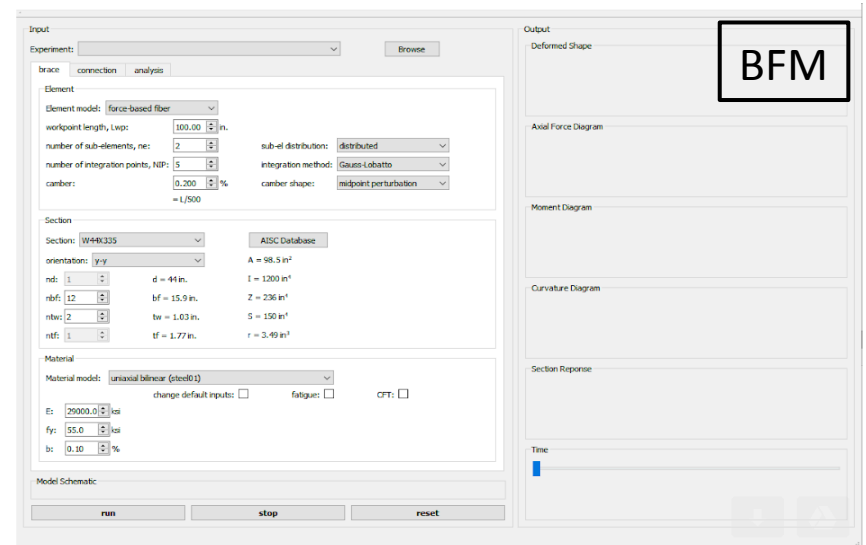 Input
Experiment: Browse
brace connection analysis
Element
Element model: force-based fiber
workpoint length, Lwp: 100.00 in.
number of sub-elements, ne: 2 sub-el distribution: distributed
number of integration points, NIP: 5 integration method: Gauss-Lobatto
camber: 0.200 % camber shape: midpoint perturbation
= L/500
Section
Section: W44X335 AISC Database
orientation: y-y A = 98.5 in²
nd: 1 d = 44 in. I = 1200 in⁴
nbf: 12 bf = 15.9 in. Z = 236 in⁴
ntw: 2 tw = 1.03 in. S = 150 in⁴
ntf: 1 tf = 1.77 in. r = 3.49 in³
Material
Material model: uniaxial bilinear (steel01)
change default inputs: fatigue: CFT:
E: 29000.0 ksi
fy: 55.0 ksi
b: 0.10 %
Model Schematic
run stop reset
Output
BFM
Deformed Shape
Axial Force Diagram
Moment Diagram
Curvature Diagram
Section Reponse
Time